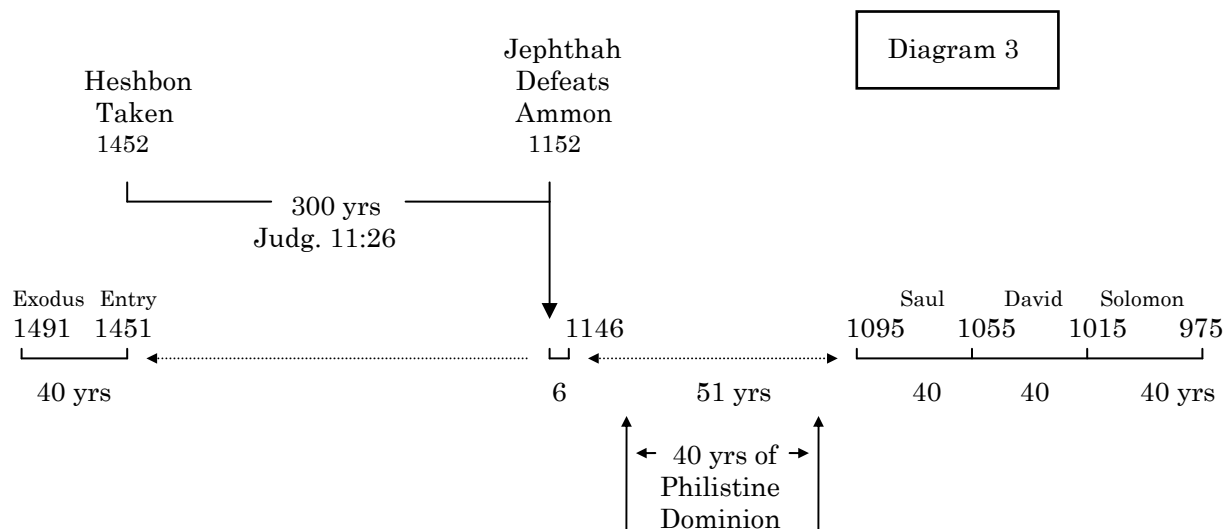 Diagram 3
Heshbon
Taken
1452
Jephthah
Defeats
Ammon
1152
300 yrs
Judg. 11:26
Exodus Entry
1491 1451
1146
Saul David Solomon
1095 1055 1015 975
40 yrs
6
51 yrs
40 40 40 yrs
40 yrs of
Philistine
Dominion